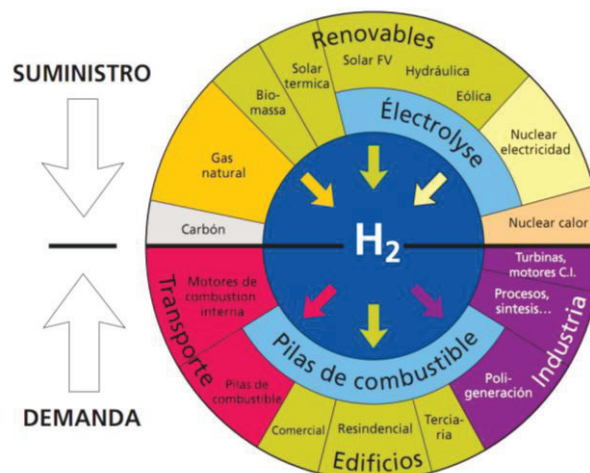 SUMINISTRO
Renovables
Solar
termica
Solar FV
Hydráulica
Eólica
Bio-
massa
Électrolyse
Nuclear
electricidad
Gas
natural
Carbón
Nuclear calor
H₂
Transporte
Motores de
combustion
interna
Turbinas,
motores C.I.
Procesos,
sintesis...
Industria
Pilas de combustible
Pilas de
combustible
Poli-
generación
Comercial
Resindencial
Tercia-
ria
Edificios
DEMANDA